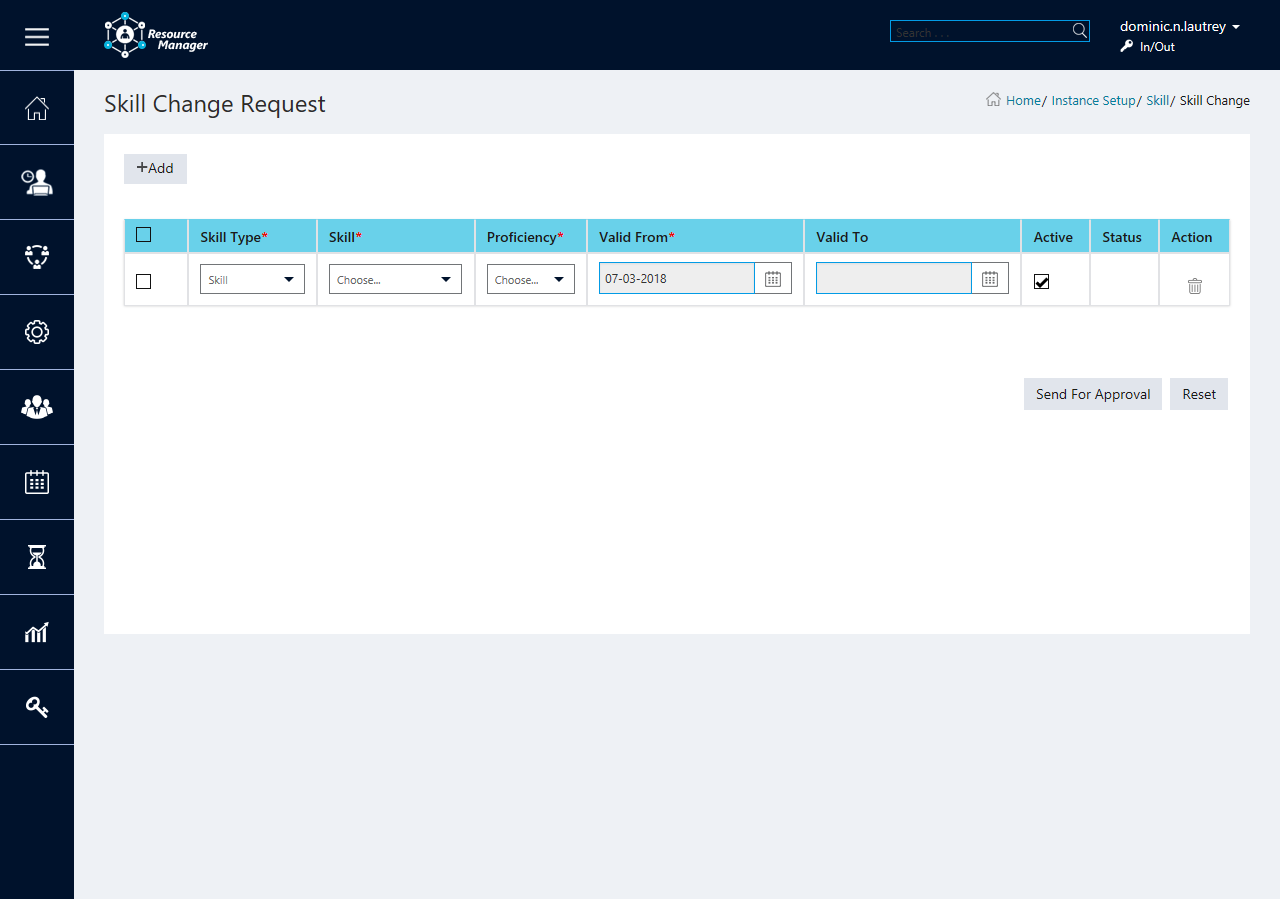 Resource
Manager
Search . . .
dominic.n.lautrey
In/Out
Skill Change Request
Home/ Instance Setup/ Skill/ Skill Change
+Add
Skill Type* Skill* Proficiency* Valid From* Valid To Active Status Action
Skill Choose... Choose... 07-03-2018
Send For Approval Reset